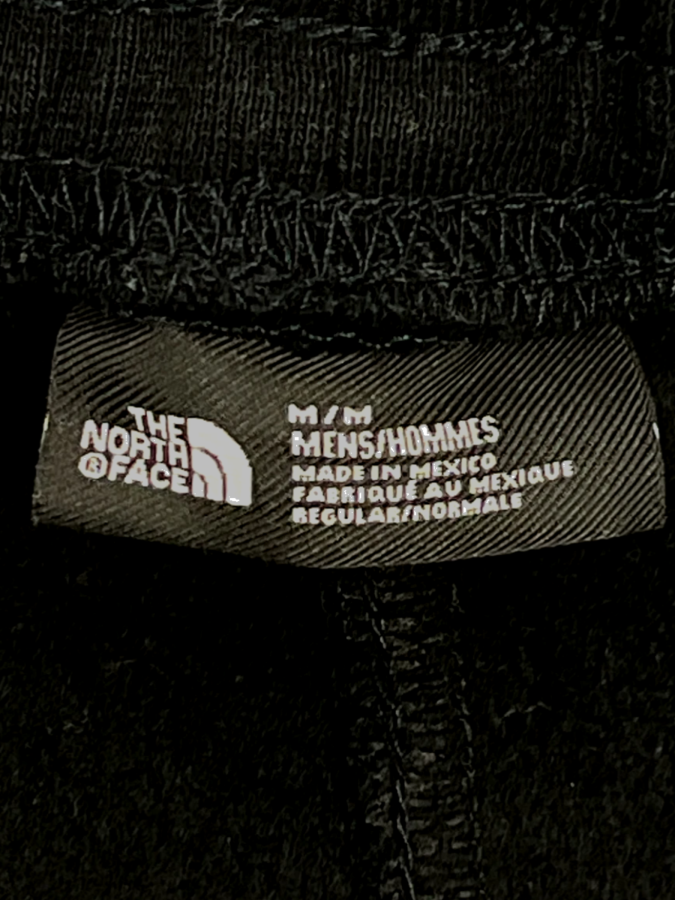 THE
NORTH
®FACE
M/M
MENS/HOMMES
MADE IN MEXICO
FABRIQUÉ AU MEXIQUE
REGULAR/NORMALE